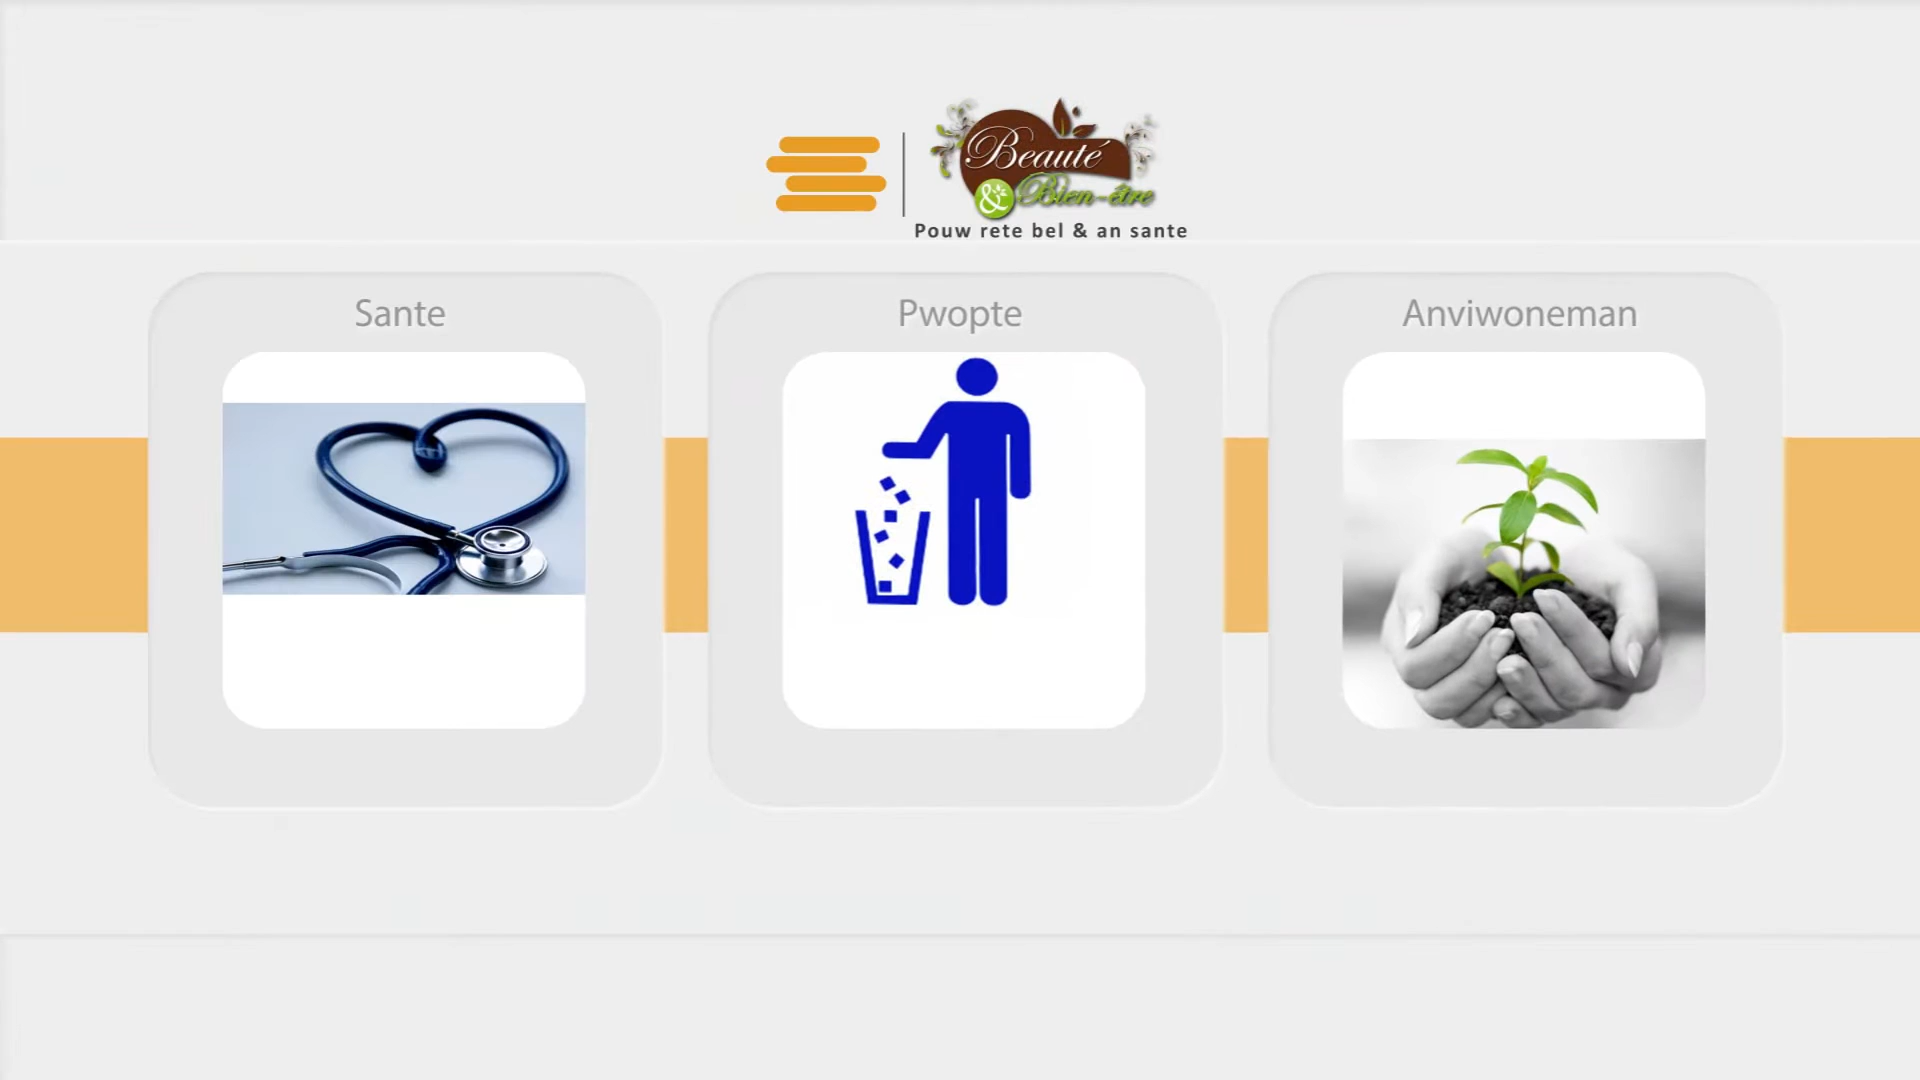 Beauté
& Bien-être
Pouw rete bel & an sante
Sante
Pwopte
Anviwoneman